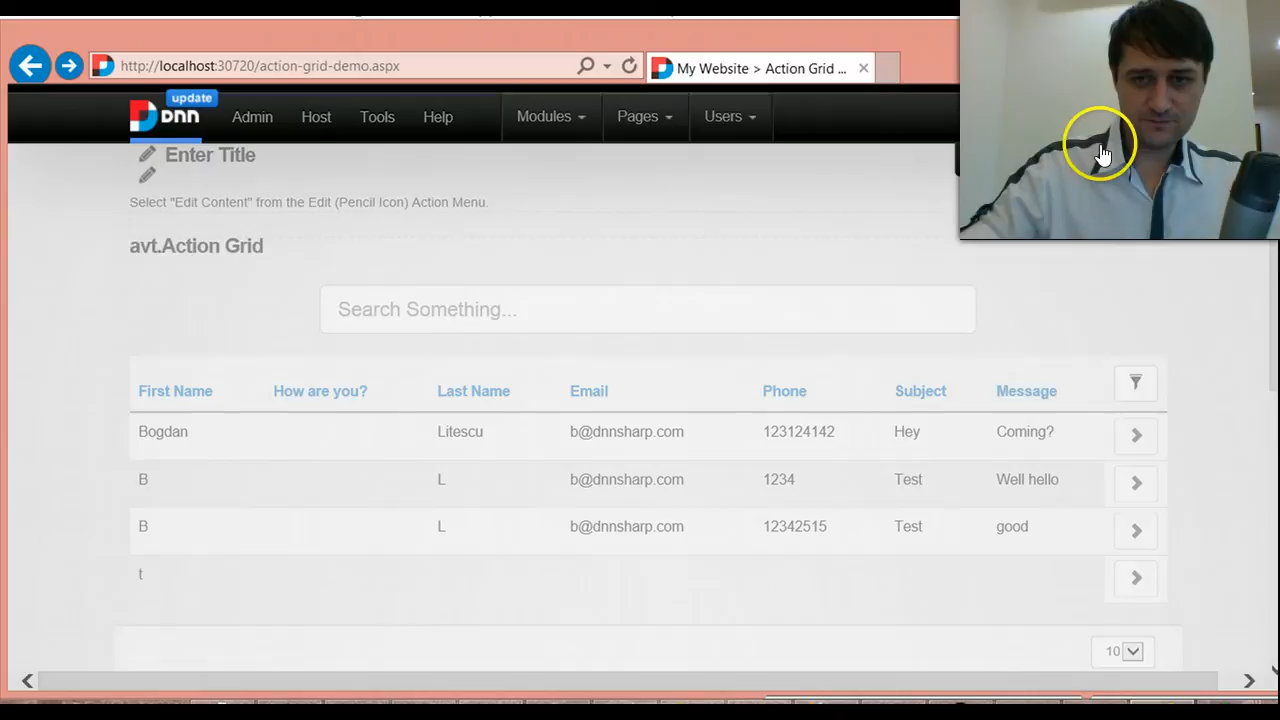 http://localhost:30720/action-grid-demo.aspx
My Website > Action Grid ...
update
DNN Admin Host Tools Help Modules Pages Users
Enter Title
Select "Edit Content" from the Edit (Pencil Icon) Action Menu.
avt.Action Grid
Search Something...
First Name How are you? Last Name Email Phone Subject Message
Bogdan Litescu b@dnnsharp.com 123124142 Hey Coming?
B L b@dnnsharp.com 1234 Test Well hello
B L b@dnnsharp.com 12342515 Test good
t
10